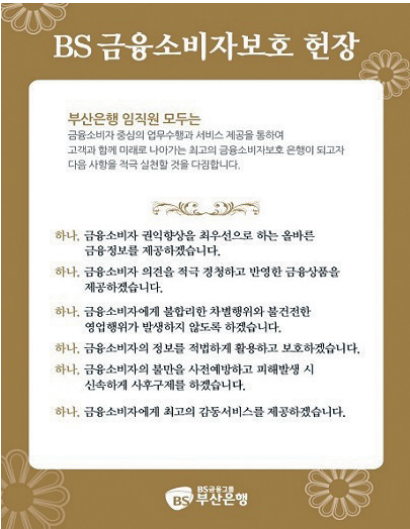 BS 금융소비자보호 헌장
부산은행 임직원 모두는
금융소비자 중심의 업무수행과 서비스 제공을 통하여
고객과 함께 미래로 나아가는 최고의 금융소비자보호 은행이 되고자
다음 사항을 적극 실천할 것을 다짐합니다.
하나. 금융소비자 권익향상을 최우선으로 하는 올바른
금융정보를 제공하겠습니다.
하나. 금융소비자 의견을 적극 경청하고 반영한 금융상품을
제공하겠습니다.
하나. 금융소비자에게 불합리한 차별행위와 불건전한
영업행위가 발생하지 않도록 하겠습니다.
하나. 금융소비자의 정보를 적법하게 활용하고 보호하겠습니다.
하나. 금융소비자의 불만을 사전예방하고 피해발생 시
신속하게 사후구제를 하겠습니다.
하나. 금융소비자에게 최고의 감동서비스를 제공하겠습니다.
BS금융그룹
BS 부산은행